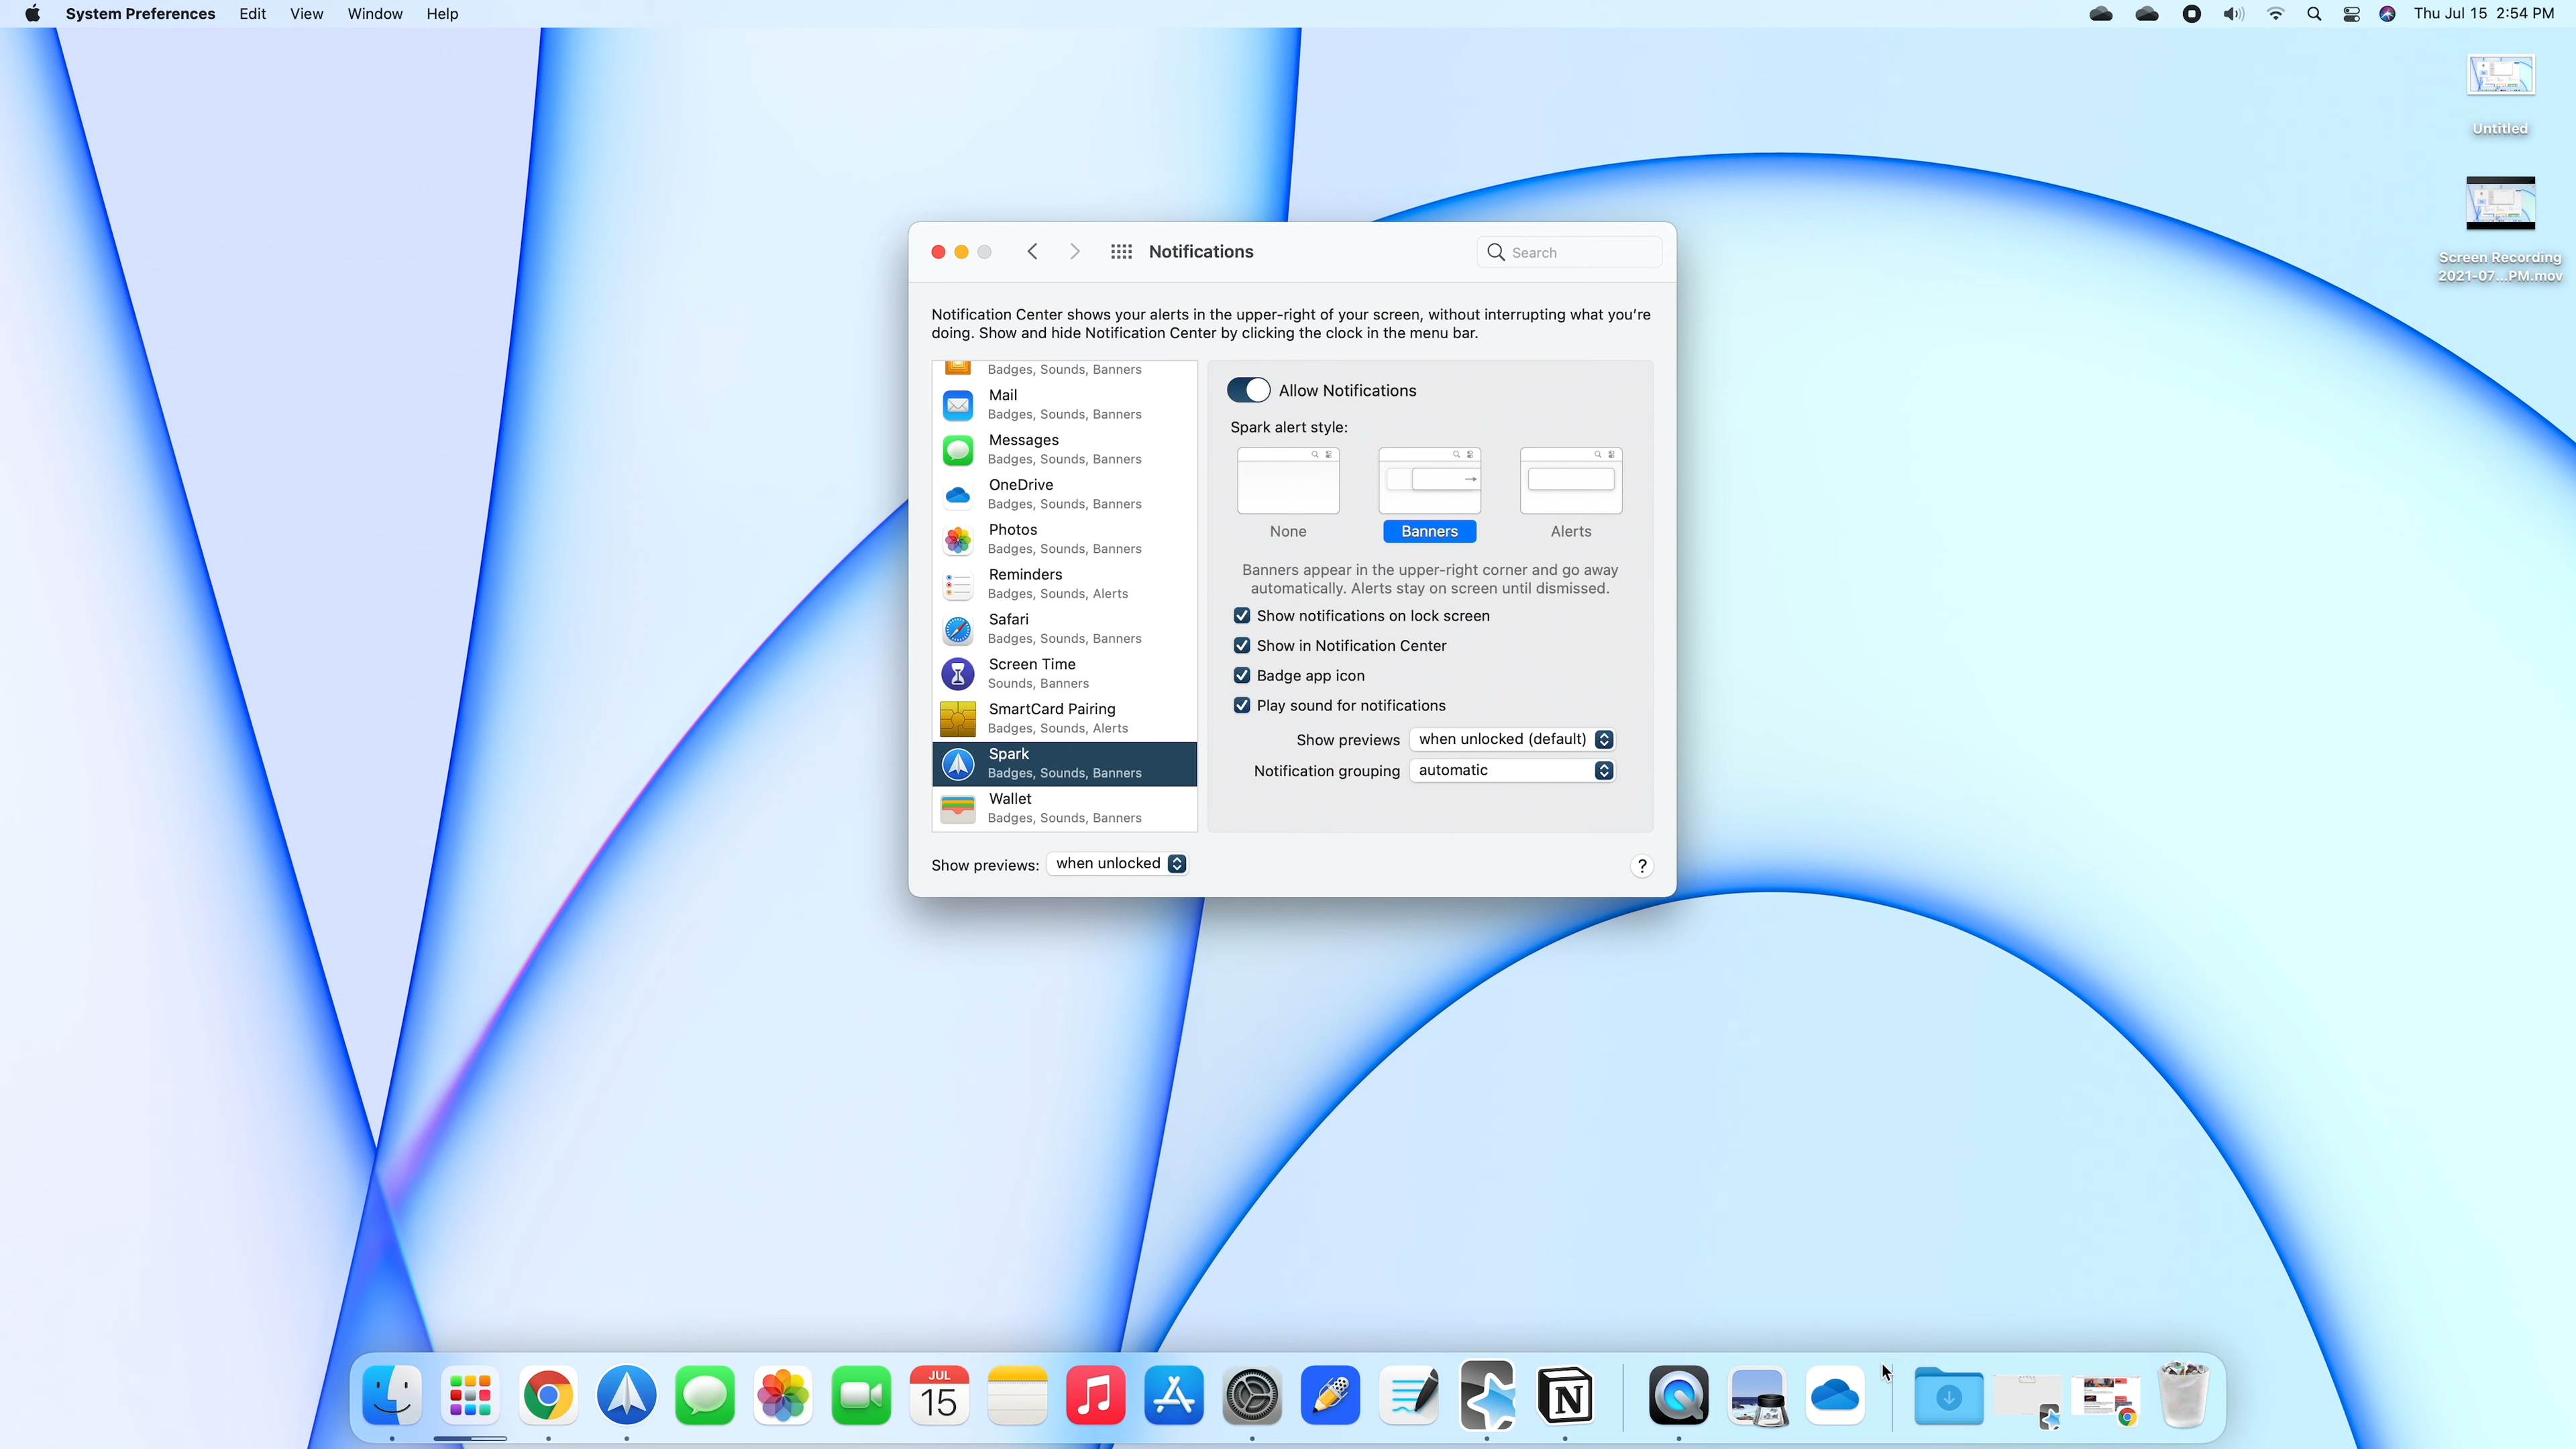 System Preferences Edit View Window Help
Thu Jul 15 2:54 PM
Untitled
Screen Recording
2021-07...PM.mov
Notifications
Search
Notification Center shows your alerts in the upper-right of your screen, without interrupting what you're
doing. Show and hide Notification Center by clicking the clock in the menu bar.
Badges, Sounds, Banners
Mail
Badges, Sounds, Banners
Messages
Badges, Sounds, Banners
OneDrive
Badges, Sounds, Banners
Photos
Badges, Sounds, Banners
Reminders
Badges, Sounds, Alerts
Safari
Badges, Sounds, Banners
Screen Time
Sounds, Banners
SmartCard Pairing
Badges, Sounds, Alerts
Spark
Badges, Sounds, Banners
Wallet
Badges, Sounds, Banners
Allow Notifications
Spark alert style:
None
Banners
Alerts
Banners appear in the upper-right corner and go away
automatically. Alerts stay on screen until dismissed.
Show notifications on lock screen
Show in Notification Center
Badge app icon
Play sound for notifications
Show previews when unlocked (default)
Notification grouping automatic
Show previews: when unlocked
?
JUL
15
N